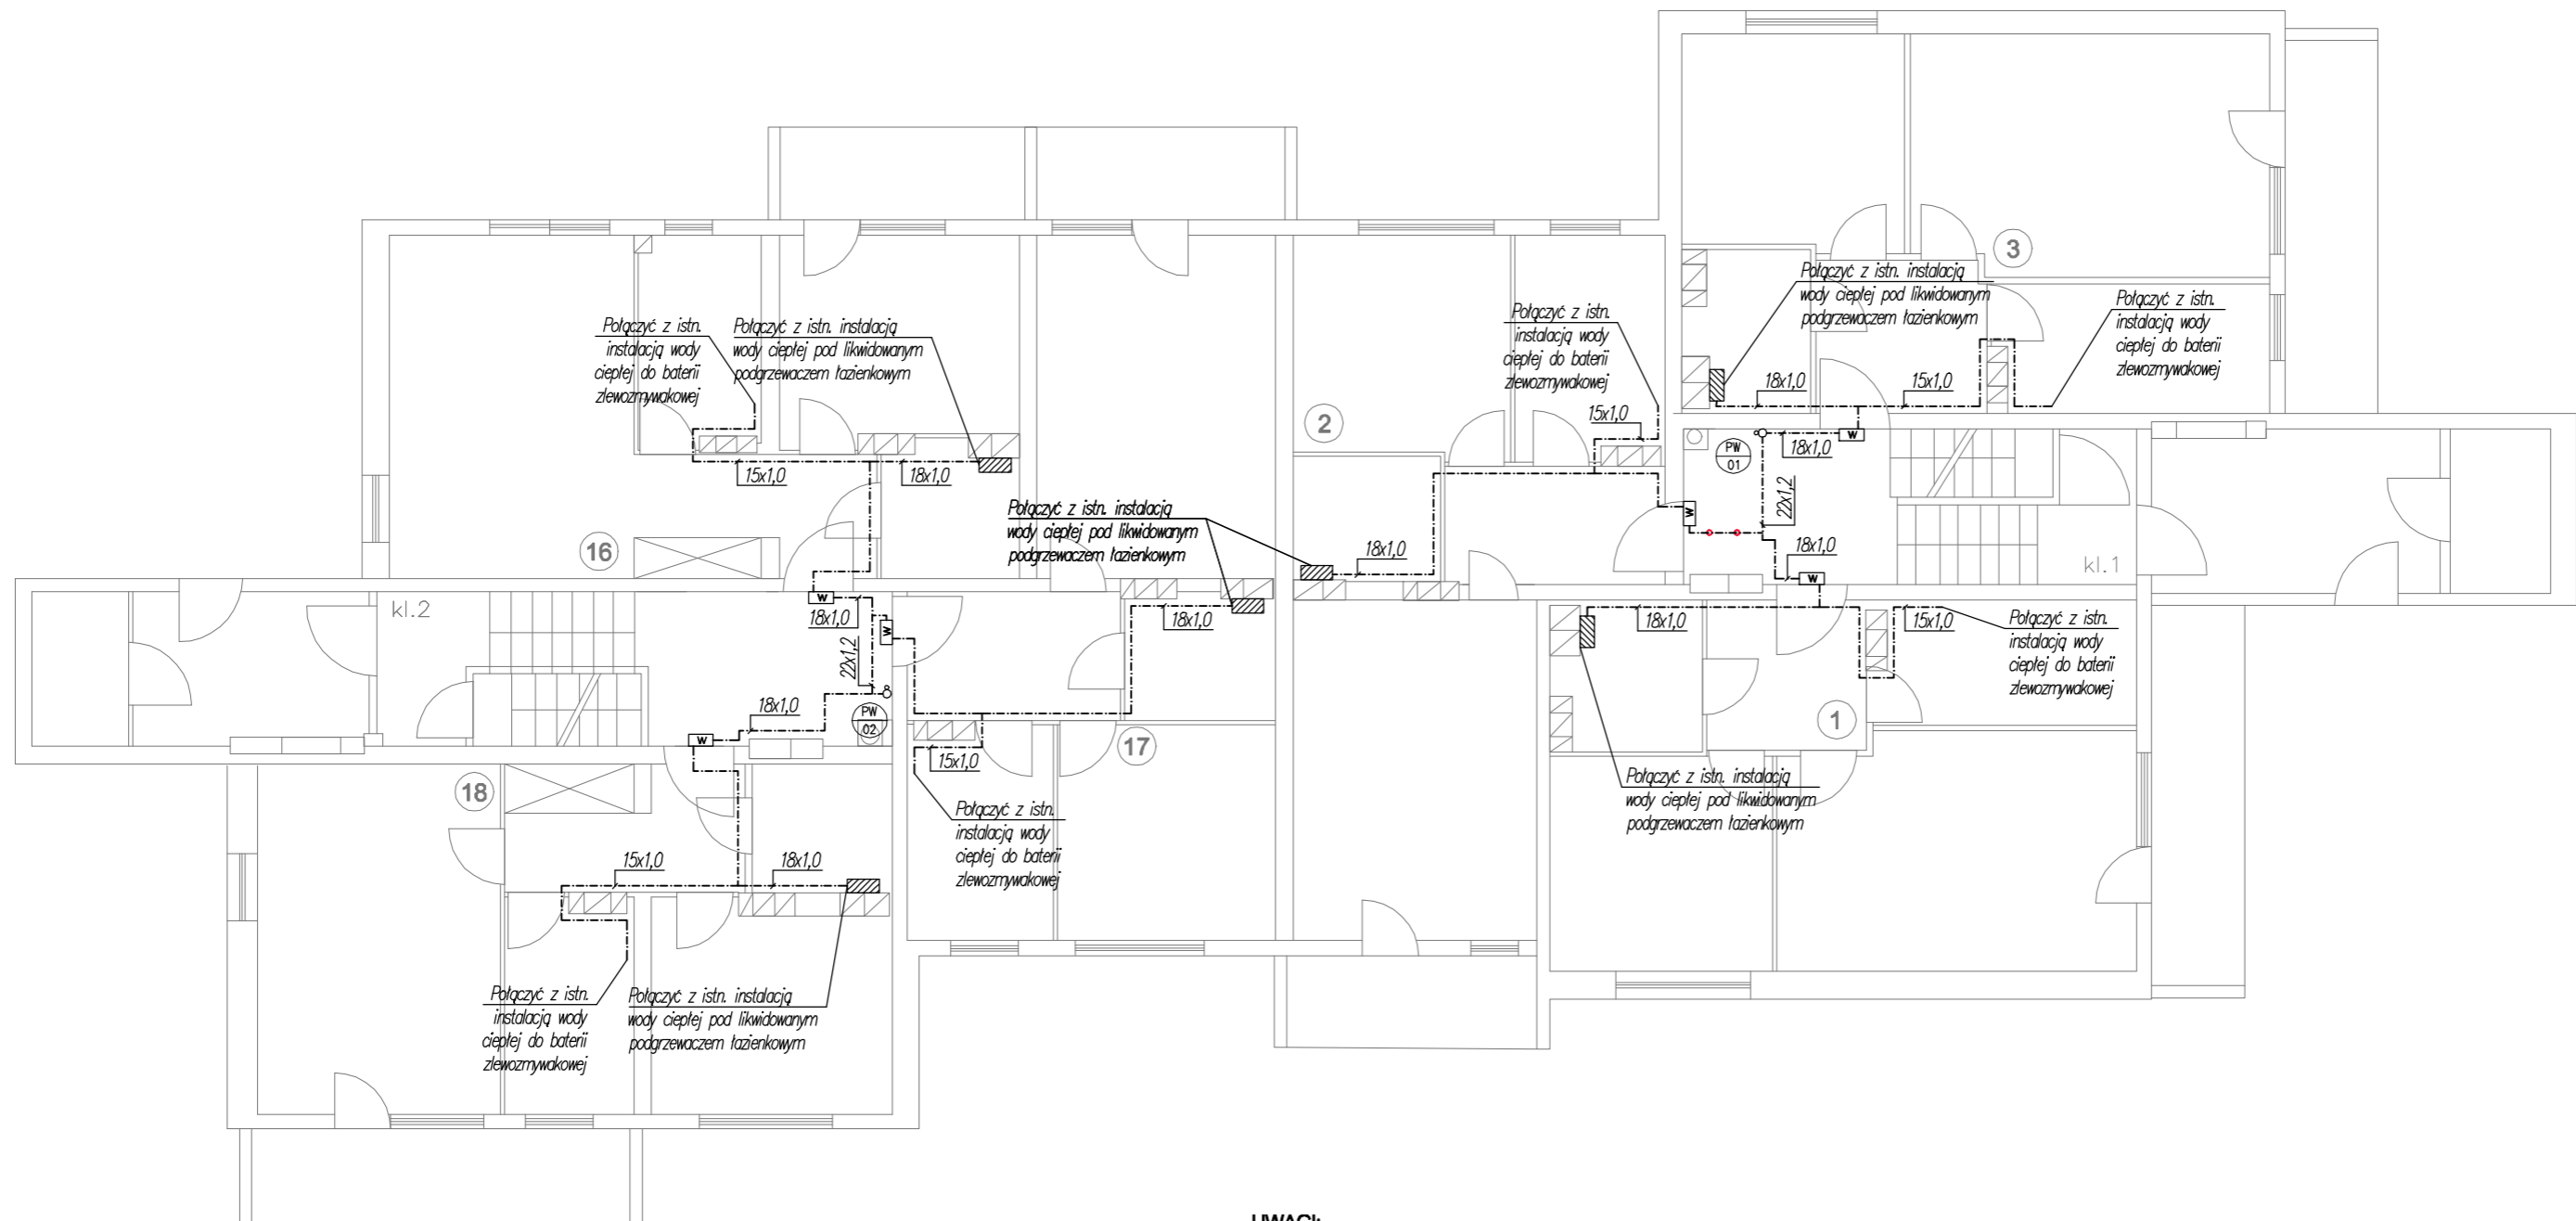 3
Połączyć z istn. instalacją
wody ciepłej pod likwidowanym
podgrzewaczem łazienkowym
Połączyć z istn.
instalacją wody
ciepłej do baterii
zlewozmywakowej
18x1,0
15x1,0
Połączyć z istn.
instalacją wody
ciepłej do baterii
zlewozmywakowej
Połączyć z istn. instalacją
wody ciepłej pod likwidowanym
podgrzewaczem łazienkowym
15x1,0
18x1,0
16
Połączyć z istn.
instalacją wody
ciepłej do baterii
zlewozmywakowej
15x1,0
2
Połączyć z istn. instalacją
wody ciepłej pod likwidowanym
podgrzewaczem łazienkowym
18x1,0
W
PW
01
18x1,0
W
22x1,2
18x1,0
W
kl.1
kl.2
W
18x1,0
W
22x1,2
18x1,0
W
PW
02
18x1,0
15x1,0
17
Połączyć z istn.
instalacją wody
ciepłej do baterii
zlewozmywakowej
18x1,0
15x1,0
Połączyć z istn.
instalacją wody
ciepłej do baterii
zlewozmywakowej
1
Połączyć z istn. instalacją
wody ciepłej pod likwidowanym
podgrzewaczem łazienkowym
18
15x1,0
18x1,0
Połączyć z istn.
instalacją wody
ciepłej do baterii
zlewozmywakowej
Połączyć z istn. instalacją
wody ciepłej pod likwidowanym
podgrzewaczem łazienkowym
UWAGI: